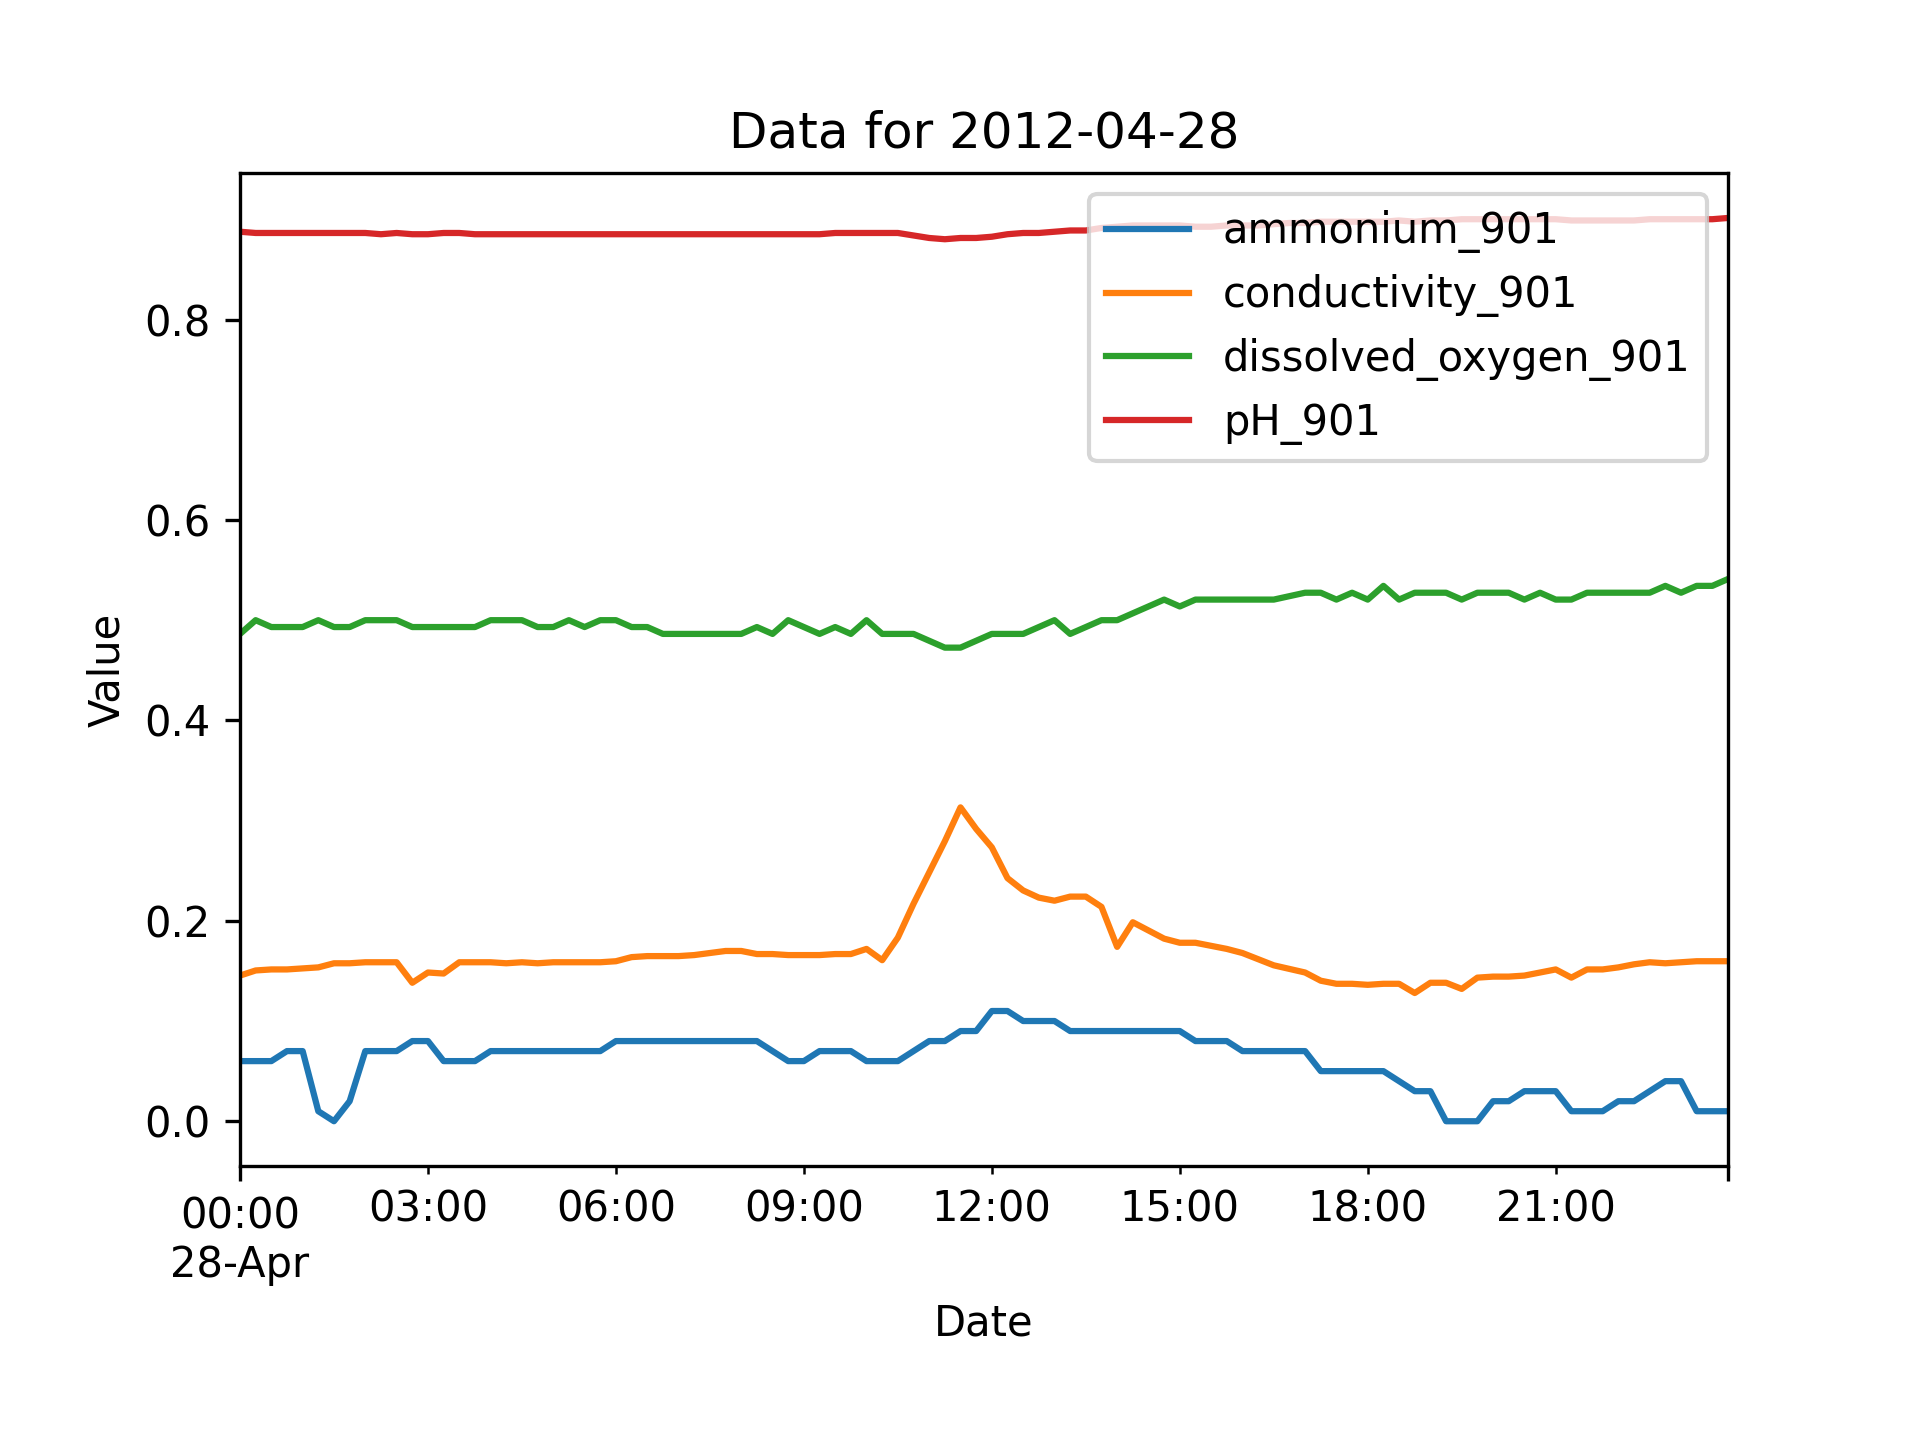 Data for 2012-04-28
ammonium_901
conductivity_901
dissolved_oxygen_901
pH_901
0.8
0.6
0.4
0.2
0.0
Value
00:00 03:00 06:00 09:00 12:00 15:00 18:00 21:00
28-Apr
Date